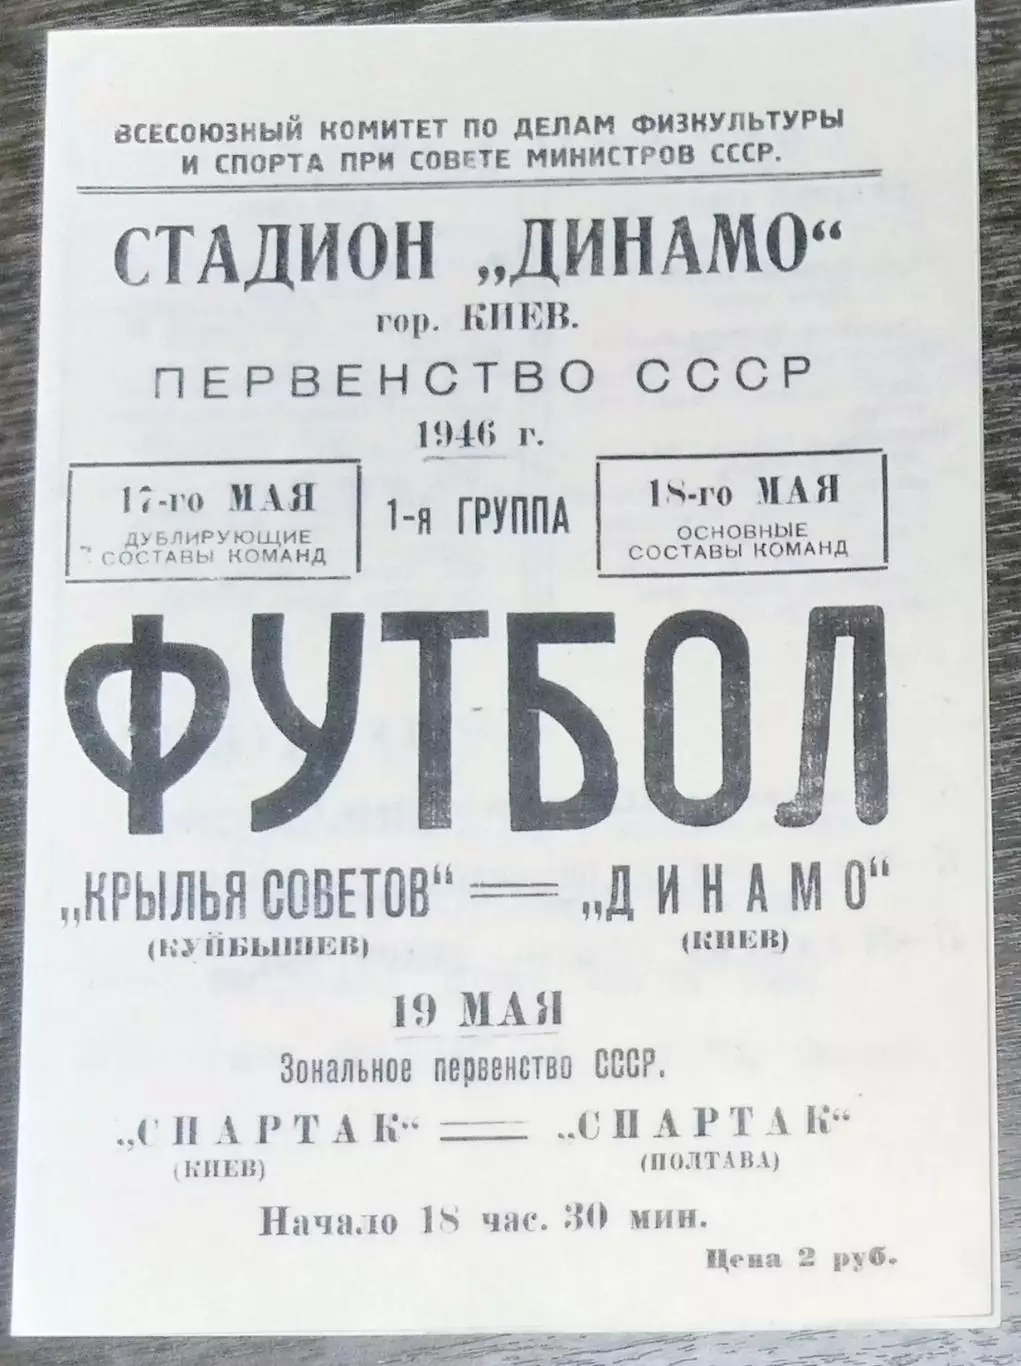 ВСЕСОЮЗНЫЙ КОМИТЕТ ПО ДЕЛАМ ФИЗКУЛЬТУРЫ
И СПОРТА ПРИ СОВЕТЕ МИНИСТРОВ СССР.
СТАДИОН „ДИНАМО“
гор. КИЕВ.
ПЕРВЕНСТВО СССР
1946 г.
17-го МАЯ
ДУБЛИРУЮЩИЕ
СОСТАВЫ КОМАНД
1-я ГРУППА
18-го МАЯ
ОСНОВНЫЕ
СОСТАВЫ КОМАНД
ФУТБОЛ
„КРЫЛЬЯ СОВЕТОВ“ = „ДИНАМО“
(КУЙБЫШЕВ) (КИЕВ)
19 МАЯ
Зональное первенство СССР.
„СПАРТАК“ = „СПАРТАК“
(КИЕВ) (ПОЛТАВА)
Начало 18 час. 30 мин.
Цена 2 руб.